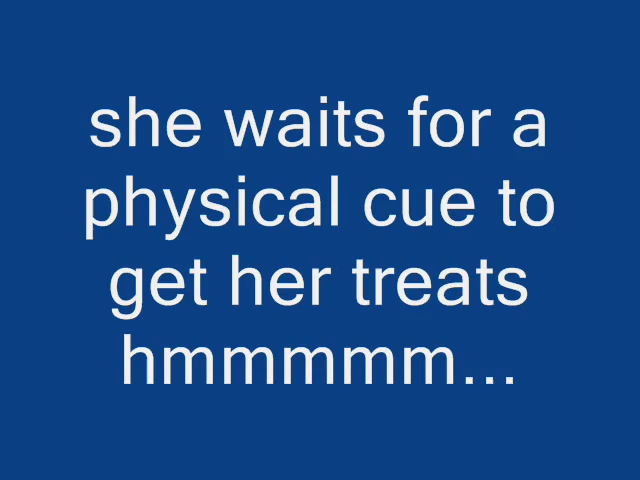 she waits for a
physical cue to
get her treats
hmmmmm...